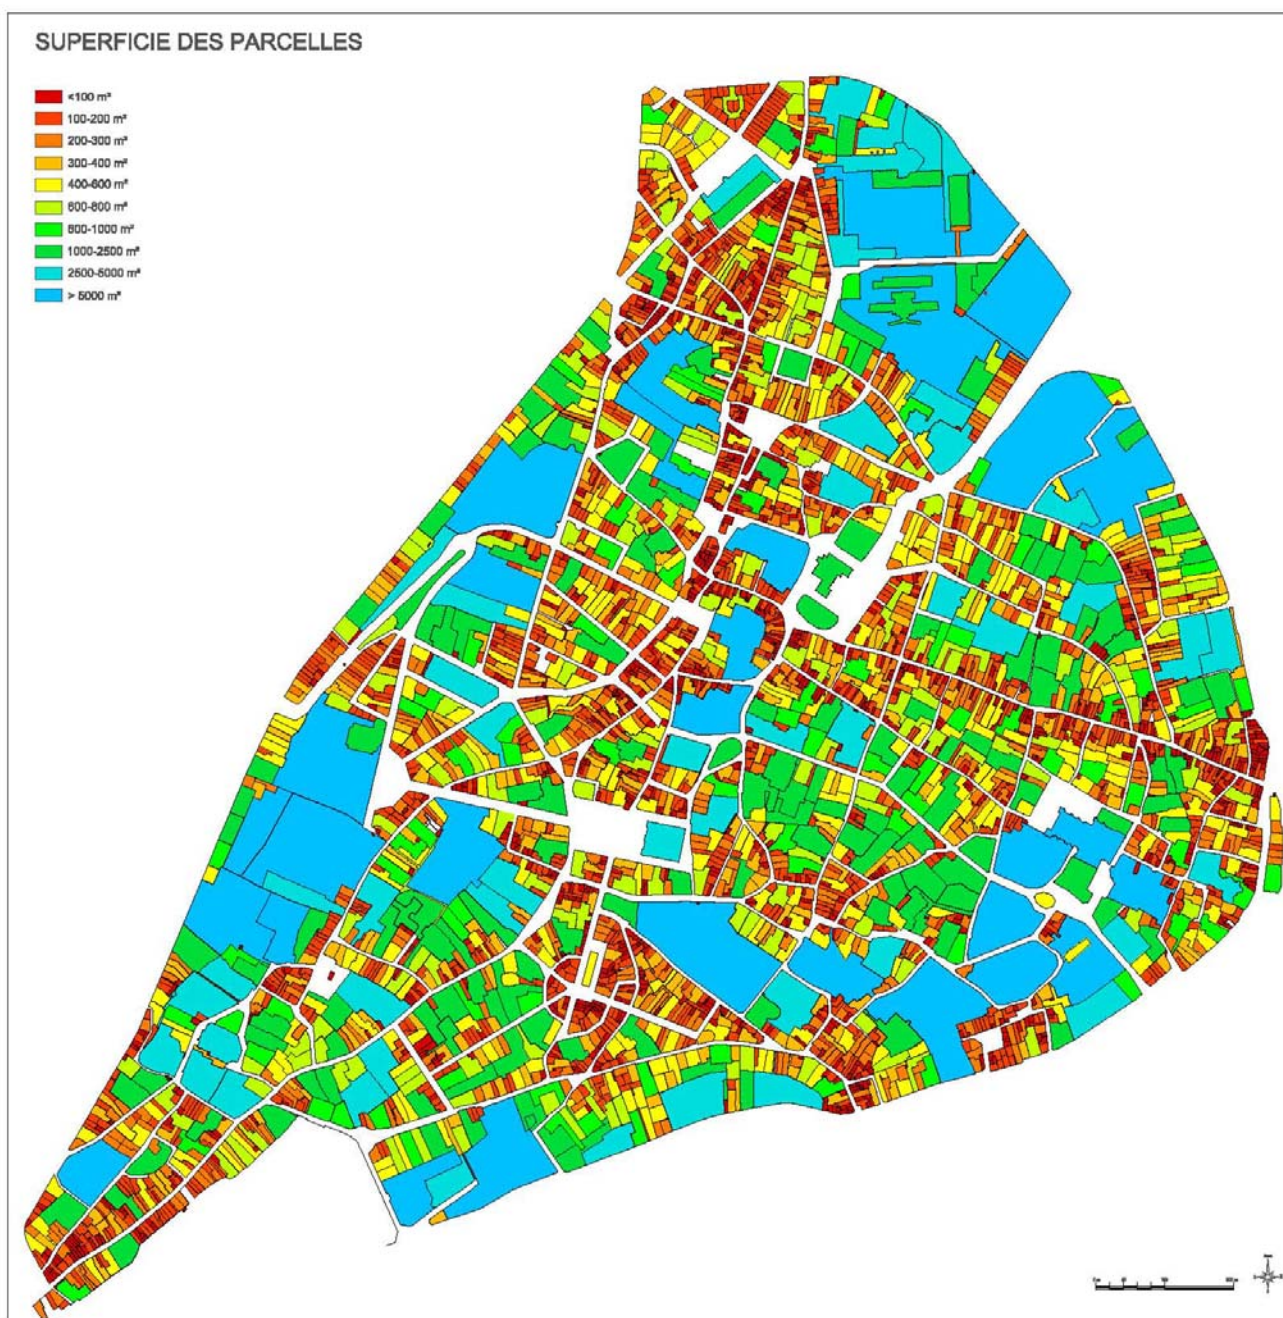 SUPERFICIE DES PARCELLES
<100 m²
100-200 m²
200-300 m²
300-400 m²
400-600 m²
600-800 m²
800-1000 m²
1000-2500 m²
2500-5000 m²
> 5000 m²